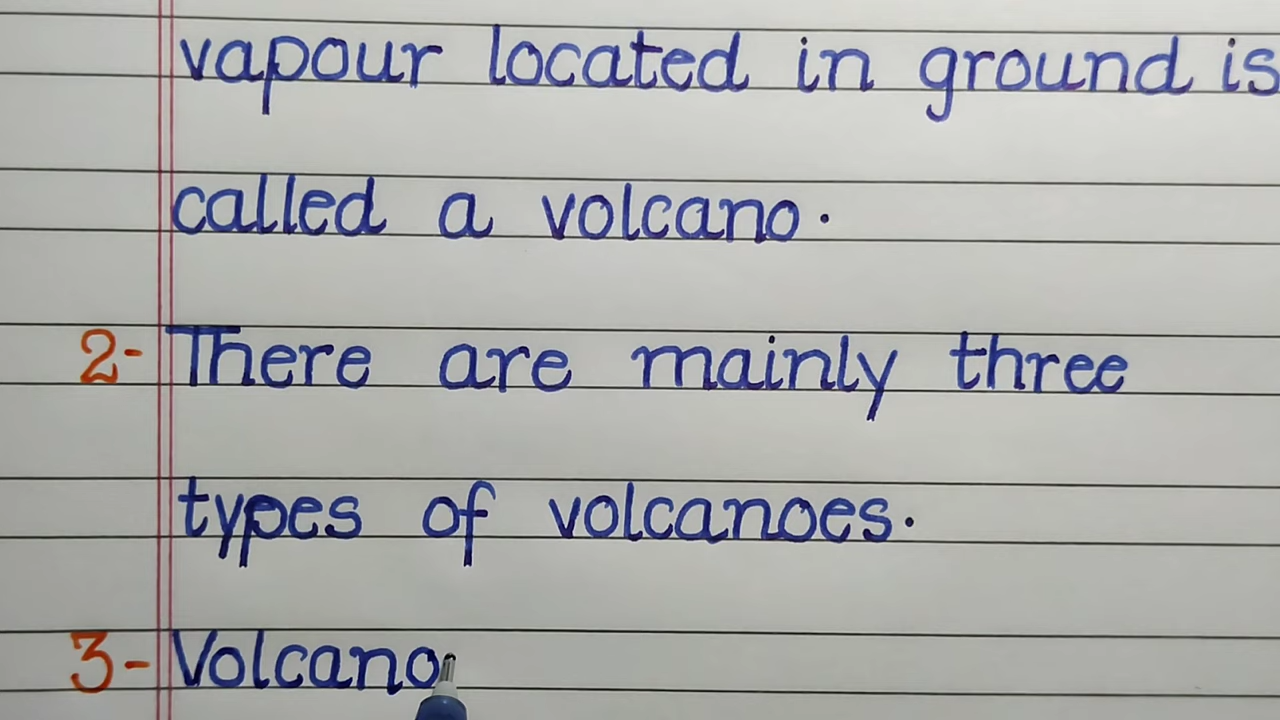 vapour located in ground is
called a volcano.
2- There are mainly three
types of volcanoes.
3- Volcano